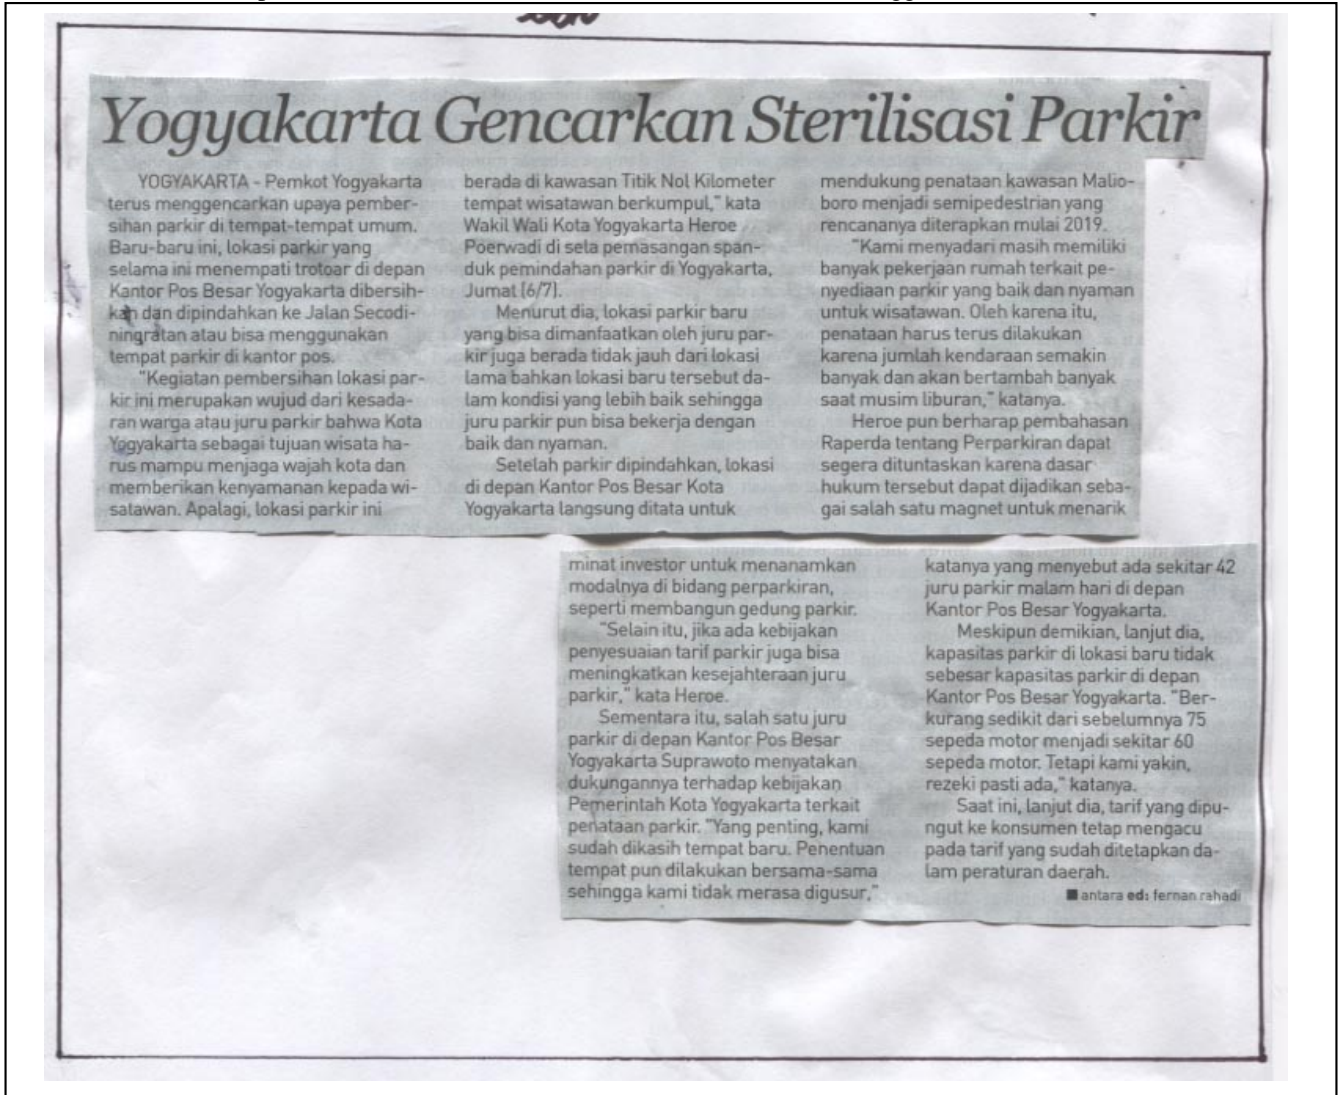 Yogyakarta Gencarkan Sterilisasi Parkir
YOGYAKARTA - Pemkot Yogyakarta
terus menggencarkan upaya pember-
sihan parkir di tempat-tempat umum.
Baru-baru ini, lokasi parkir yang
selama ini menempati trotoar di depan
Kantor Pos Besar Yogyakarta dibersih-
kan dan dipindahkan ke Jalan Secodi-
ningratan atau bisa menggunakan
tempat parkir di kantor pos.
"Kegiatan pembersihan lokasi par-
kir ini merupakan wujud dari kesada-
ran warga atau juru parkir bahwa Kota
Yogyakarta sebagai tujuan wisata ha-
rus mampu menjaga wajah kota dan
memberikan kenyamanan kepada wi-
satawan. Apalagi, lokasi parkir ini
berada di kawasan Titik Nol Kilometer
tempat wisatawan berkumpul," kata
Wakil Wali Kota Yogyakarta Heroe
Poerwadi di sela pemasangan span-
duk pemindahan parkir di Yogyakarta,
Jumat (6/7).
Menurut dia, lokasi parkir baru
yang bisa dimanfaatkan oleh juru par-
kir juga berada tidak jauh dari lokasi
lama bahkan lokasi baru tersebut da-
lam kondisi yang lebih baik sehingga
juru parkir pun bisa bekerja dengan
baik dan nyaman.
Setelah parkir dipindahkan, lokasi
di depan Kantor Pos Besar Kota
Yogyakarta langsung ditata untuk
mendukung penataan kawasan Malio-
boro menjadi semipedestrian yang
rencananya diterapkan mulai 2019.
"Kami menyadari masih memiliki
banyak pekerjaan rumah terkait pe-
nyediaan parkir yang baik dan nyaman
untuk wisatawan. Oleh karena itu,
penataan harus terus dilakukan
karena jumlah kendaraan semakin
banyak dan akan bertambah banyak
saat musim liburan," katanya.
Heroe pun berharap pembahasan
Raperda tentang Perparkiran dapat
segera dituntaskan karena dasar
hukum tersebut dapat dijadikan seba-
gai salah satu magnet untuk menarik
minat investor untuk menanamkan
modalnya di bidang perparkiran,
seperti membangun gedung parkir.
"Selain itu, jika ada kebijakan
penyesuaian tarif parkir juga bisa
meningkatkan kesejahteraan juru
parkir," kata Heroe.
Sementara itu, salah satu juru
parkir di depan Kantor Pos Besar
Yogyakarta Suprawoto menyatakan
dukungannya terhadap kebijakan
Pemerintah Kota Yogyakarta terkait
penataan parkir. "Yang penting, kami
sudah dikasih tempat baru. Penentuan
tempat pun dilakukan bersama-sama
sehingga kami tidak merasa digusur,"
katanya yang menyebut ada sekitar 42
juru parkir malam hari di depan
Kantor Pos Besar Yogyakarta.
Meskipun demikian, lanjut dia,
kapasitas parkir di lokasi baru tidak
sebesar kapasitas parkir di depan
Kantor Pos Besar Yogyakarta. "Ber-
kurang sedikit dari sebelumnya 75
sepeda motor menjadi sekitar 60
sepeda motor. Tetapi kami yakin,
rezeki pasti ada," katanya.
Saat ini, lanjut dia, tarif yang dipu-
ngut ke konsumen tetap mengacu
pada tarif yang sudah ditetapkan da-
lam peraturan daerah.
■ antara ed: fernan rahadi